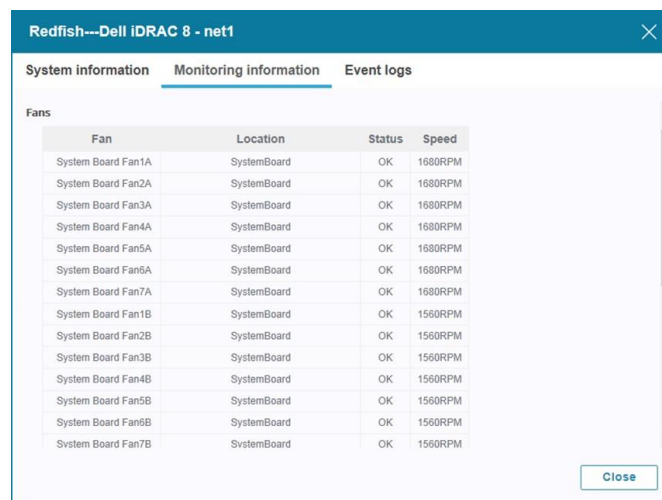 Redfish---Dell iDRAC 8 - net1
System information Monitoring information Event logs
Fans
Fan Location Status Speed
System Board Fan1A SystemBoard OK 1680RPM
System Board Fan2A SystemBoard OK 1680RPM
System Board Fan3A SystemBoard OK 1680RPM
System Board Fan4A SystemBoard OK 1680RPM
System Board Fan5A SystemBoard OK 1680RPM
System Board Fan6A SystemBoard OK 1680RPM
System Board Fan7A SystemBoard OK 1680RPM
System Board Fan1B SystemBoard OK 1560RPM
System Board Fan2B SystemBoard OK 1560RPM
System Board Fan3B SystemBoard OK 1560RPM
System Board Fan4B SystemBoard OK 1560RPM
System Board Fan5B SystemBoard OK 1560RPM
System Board Fan6B SystemBoard OK 1560RPM
System Board Fan7B SystemBoard OK 1560RPM
Close